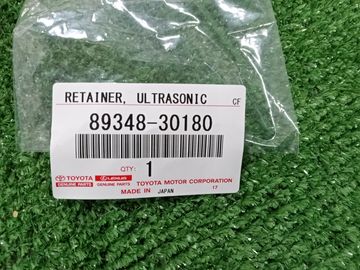 RETAINER, ULTRASONIC CF
89348-30180
QTY: 1
TOYOTA LEXUS
GENUINE PARTS GENUINE PARTS TOYOTA MOTOR CORPORATION
MADE IN JAPAN 17